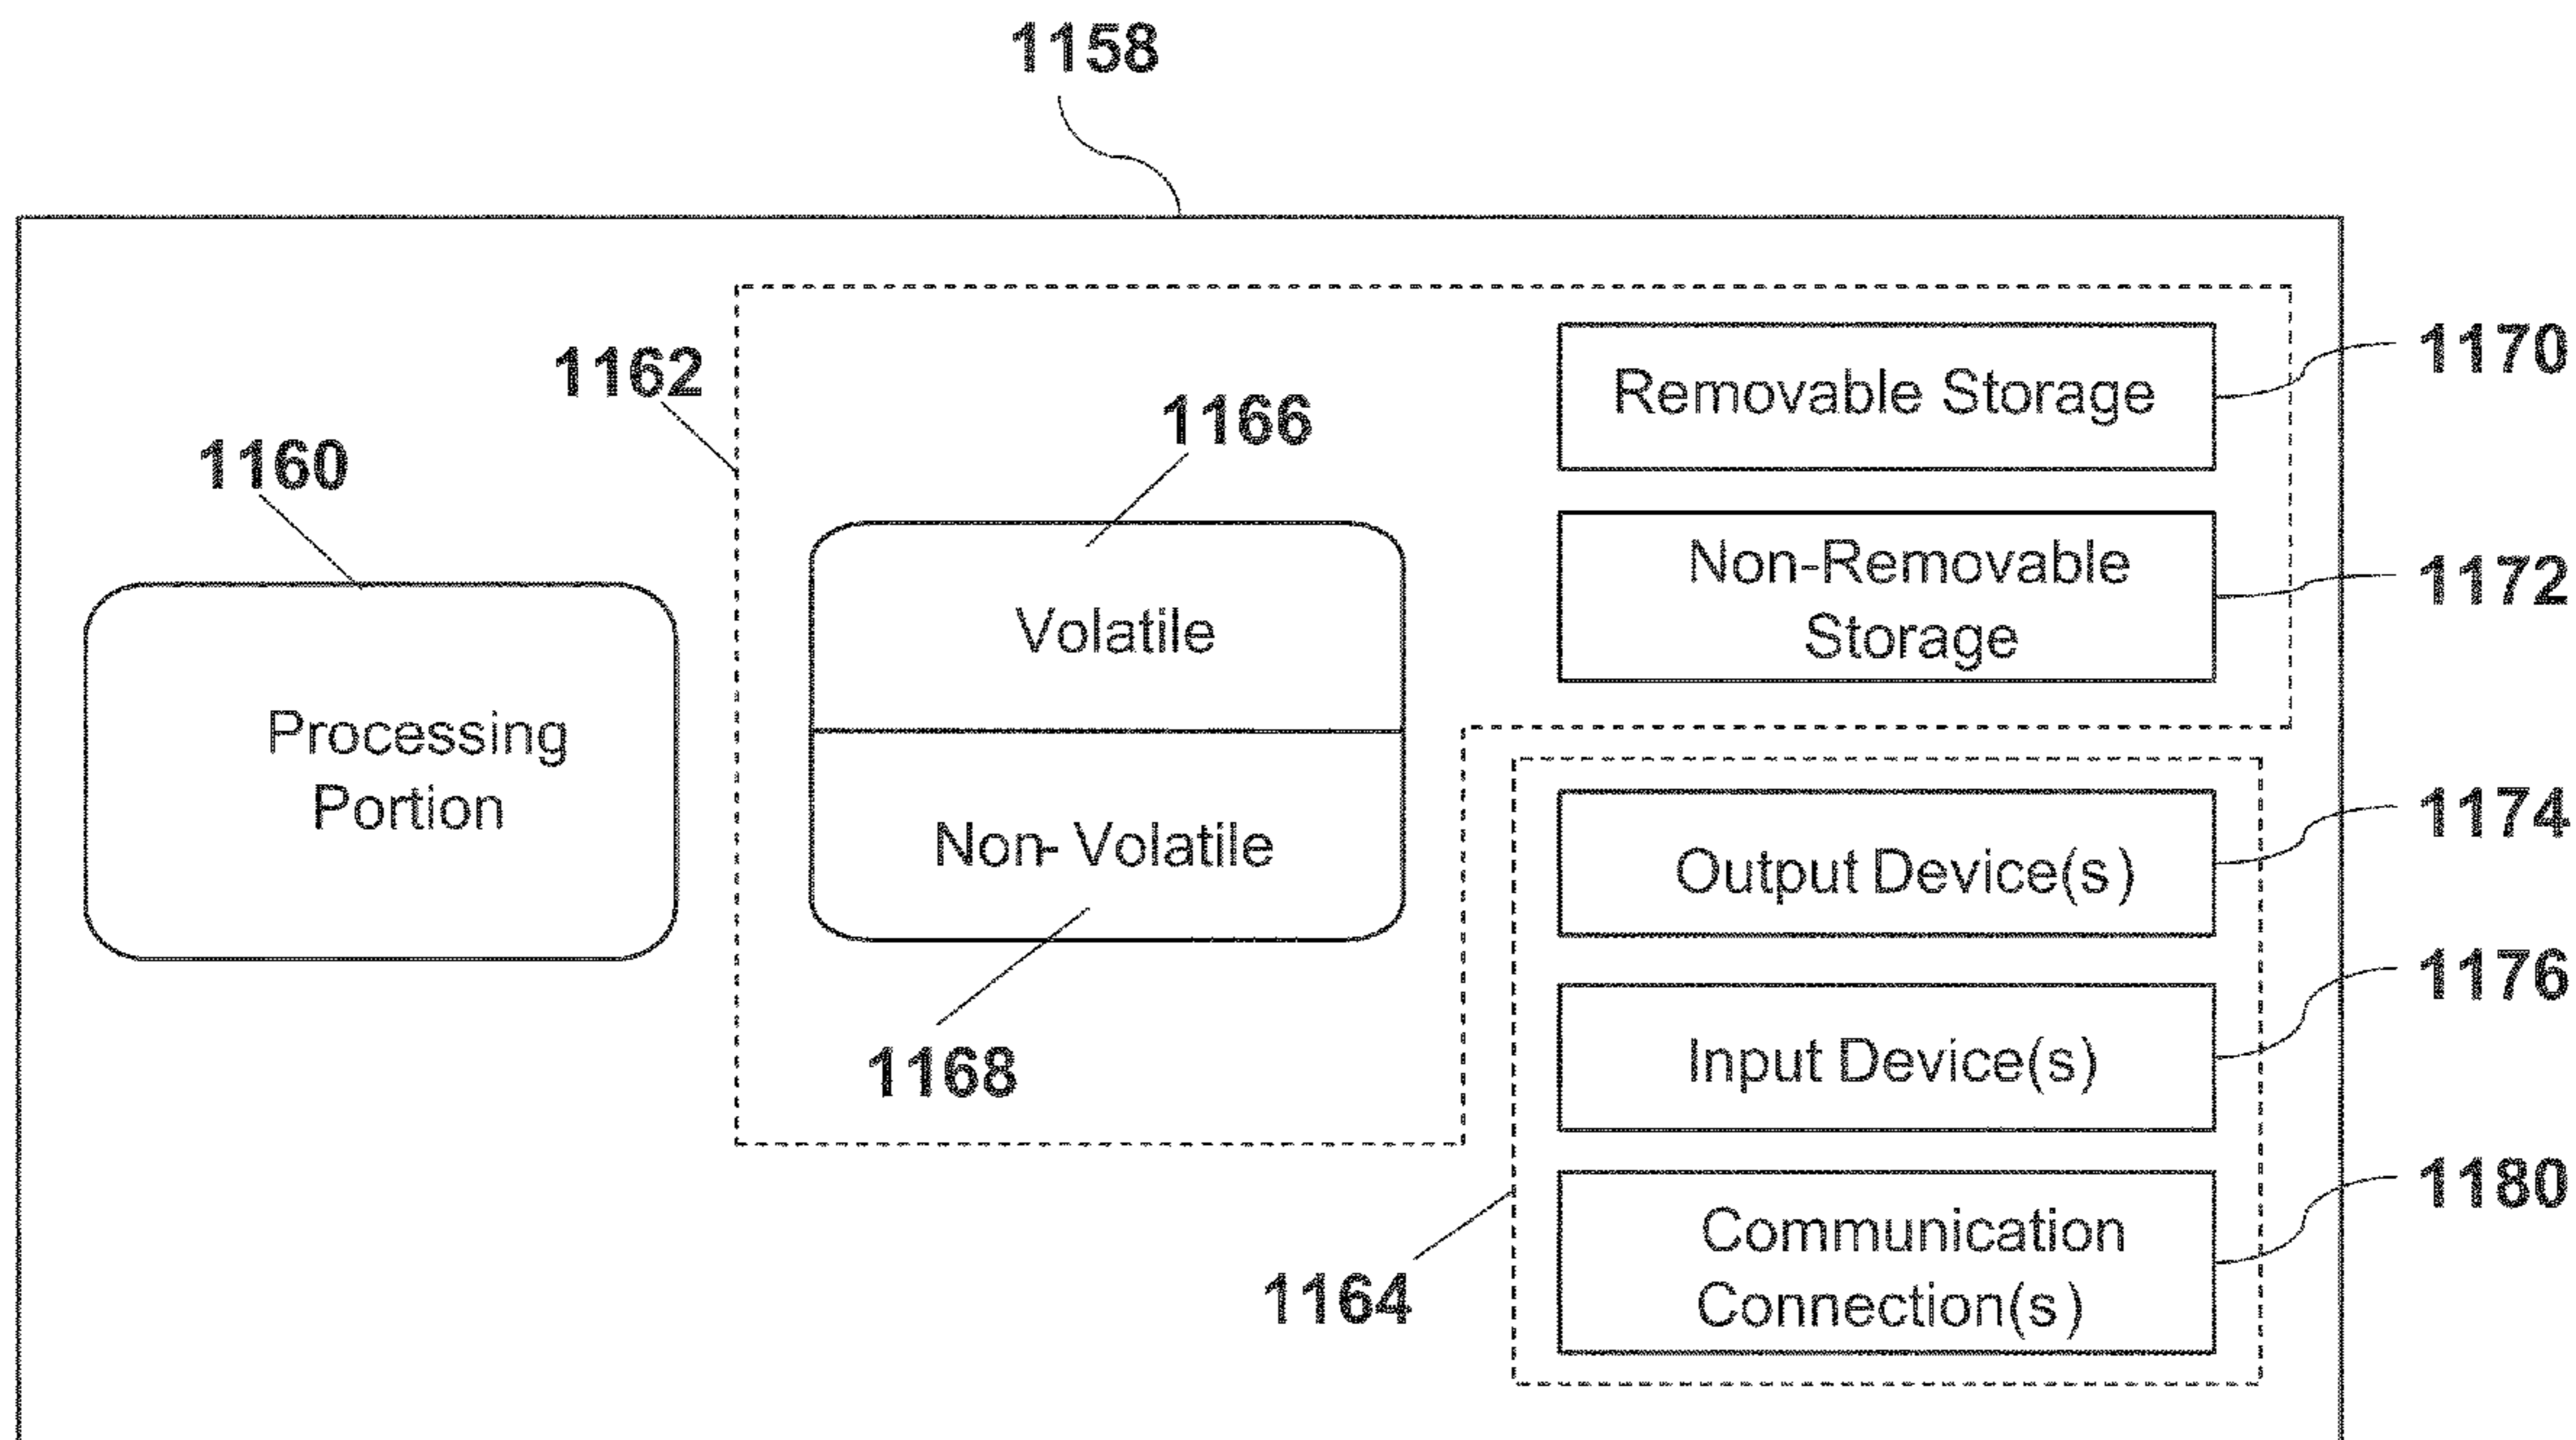 1158
1162
1166
1160
Removable Storage
1170
Non-Removable
Storage
1172
Volatile
Processing
Portion
Non- Volatile
1168
Output Device(s)
1174
Input Device(s)
1176
Communication
Connection(s)
1180
1164